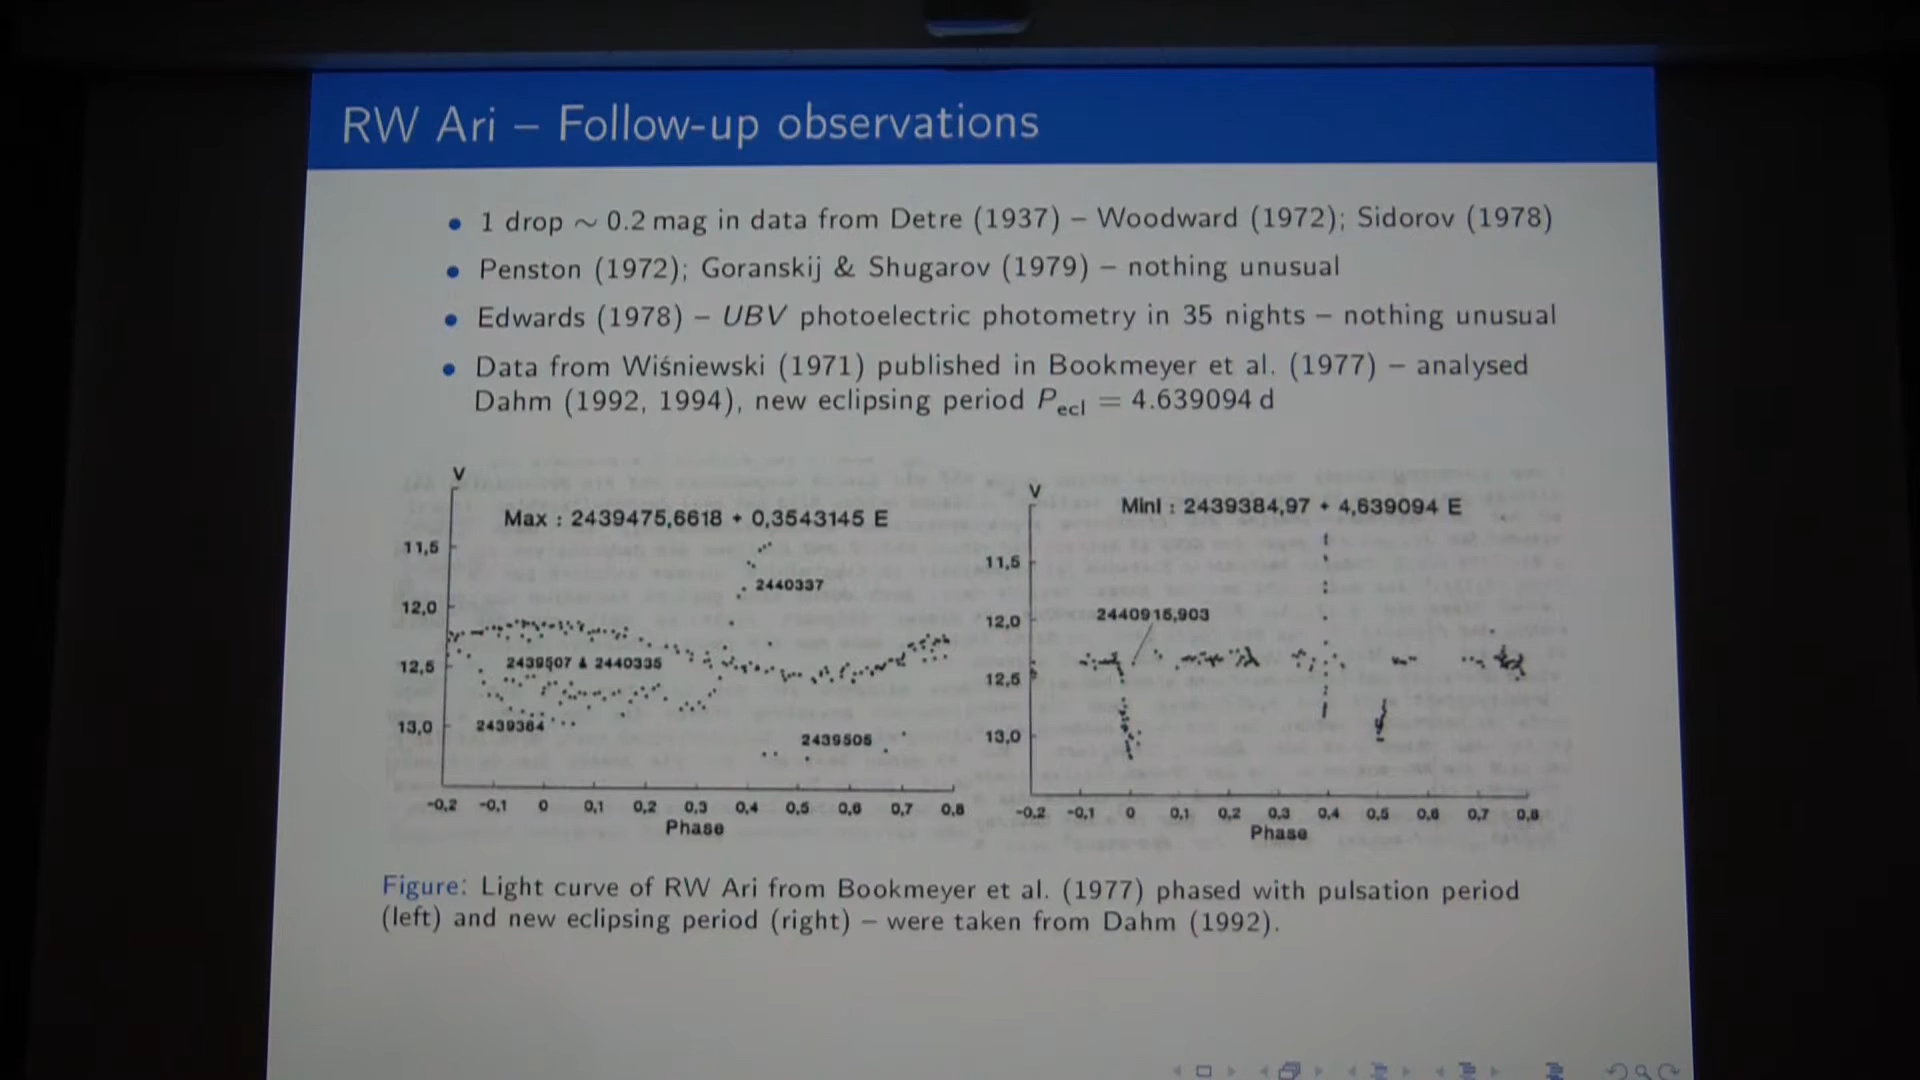 RW Ari – Follow-up observations
1 drop ∼ 0.2 mag in data from Detre (1937) – Woodward (1972); Sidorov (1978)
Penston (1972); Goranskij & Shugarov (1979) – nothing unusual
Edwards (1978) – UBV photoelectric photometry in 35 nights – nothing unusual
Data from Wiśniewski (1971) published in Bookmeyer et al. (1977) – analysed
Dahm (1992, 1994), new eclipsing period Pecl = 4.639094 d
V
Max : 2439475,6618 + 0,3543145 E
11,5
2440337
12,0
12,5
2439507 & 2440335
13,0
2439384
2439505
-0,2 -0,1 0 0,1 0,2 0,3 0,4 0,5 0,6 0,7 0,8
Phase
V
MinI : 2439384,97 + 4,639094 E
11,5
12,0
2440915,903
12,5
13,0
-0,2 -0,1 0 0,1 0,2 0,3 0,4 0,5 0,6 0,7 0,8
Phase
Figure: Light curve of RW Ari from Bookmeyer et al. (1977) phased with pulsation period
(left) and new eclipsing period (right) – were taken from Dahm (1992).